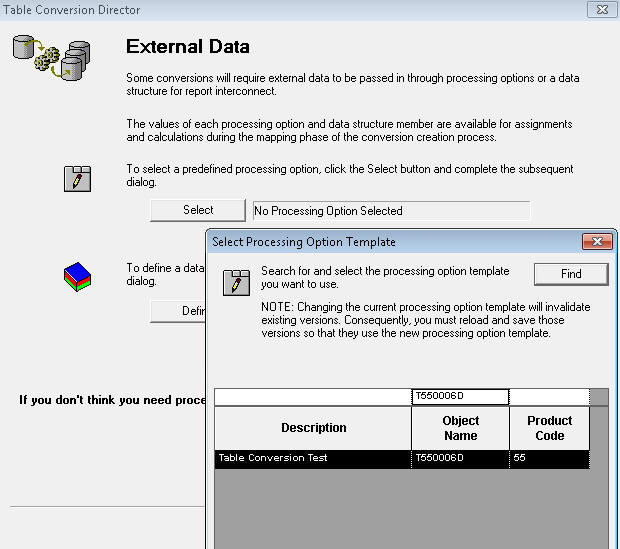 Table Conversion Director
External Data
Some conversions will require external data to be passed in through processing options or a data
structure for report interconnect.
The values of each processing option and data structure member are available for assignments
and calculations during the mapping phase of the conversion creation process.
To select a predefined processing option, click the Select button and complete the subsequent
dialog.
Select
No Processing Option Selected
To define a data
dialog.
Defin
If you don't think you need proce
Select Processing Option Template
Search for and select the processing option template
you want to use.
Find
NOTE: Changing the current processing option template will invalidate
existing versions. Consequently, you must reload and save those
versions so that they use the new processing option template.
T550006D
Description
Object
Name
Product
Code
Table Conversion Test
T550006D
55